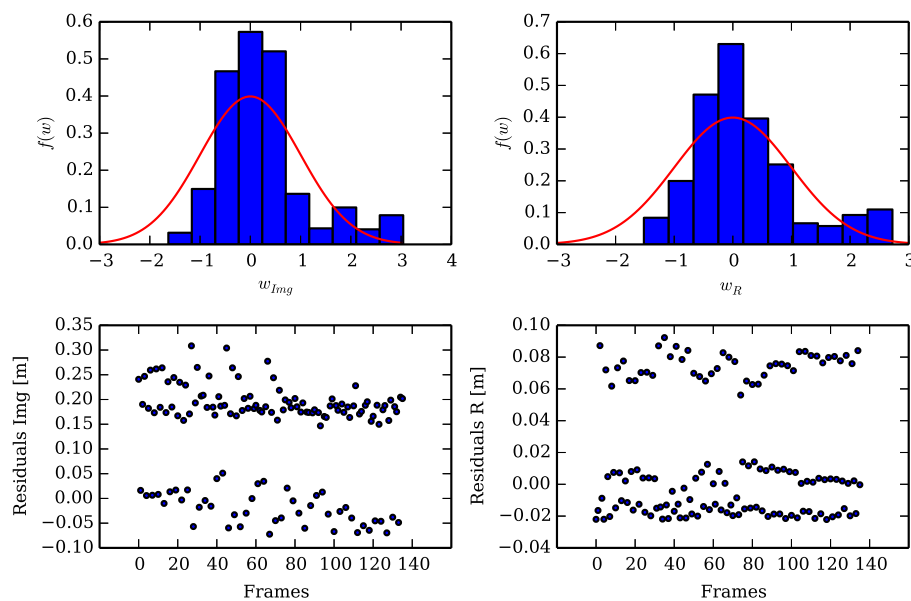 0.6
0.5
0.4
0.3
0.2
0.1
0.0
f(w)
−3 −2 −1 0 1 2 3 4
w_Img
0.7
0.6
0.5
0.4
0.3
0.2
0.1
0.0
f(w)
−3 −2 −1 0 1 2 3
w_R
0.35
0.30
0.25
0.20
0.15
0.10
0.05
0.00
−0.05
−0.10
Residuals Img [m]
0 20 40 60 80 100 120 140
Frames
0.10
0.08
0.06
0.04
0.02
0.00
−0.02
−0.04
Residuals R [m]
0 20 40 60 80 100 120 140
Frames